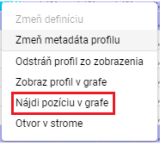 Zmeň definíciu
Zmeň metadáta profilu
Odstráň profil zo zobrazenia
Zobraz profil v grafe
Nájdi pozíciu v grafe
Otvor v strome